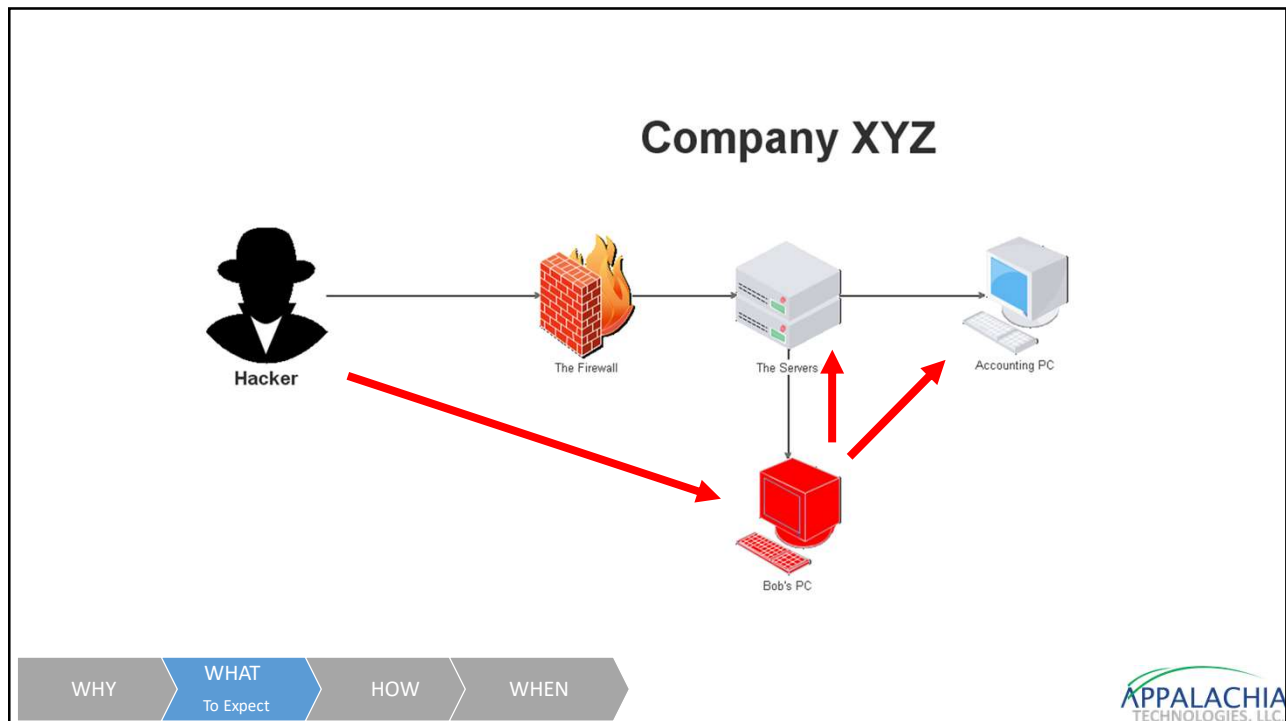 Company XYZ
Hacker
The Firewall
The Servers
Accounting PC
Bob's PC
WHY
WHAT
To Expect
HOW
WHEN
APPALACHIA
TECHNOLOGIES, LLC